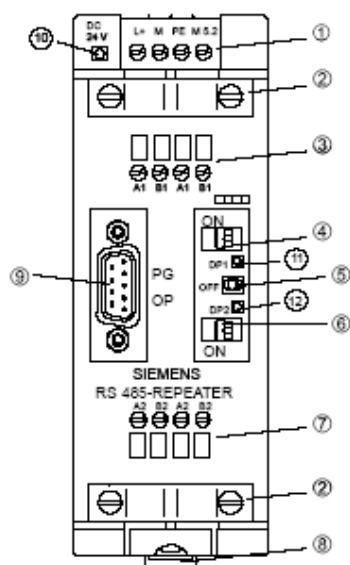 DC
24 V
L+ M PE M 5.2
⑩
①
②
③
A1 B1 A1 B1
ON
④
DP1
⑪
OFF
⑤
DP2
⑫
⑥
ON
⑨
PG
OP
SIEMENS
RS 485-REPEATER
A2 B2 A2 B2
⑦
②
⑧